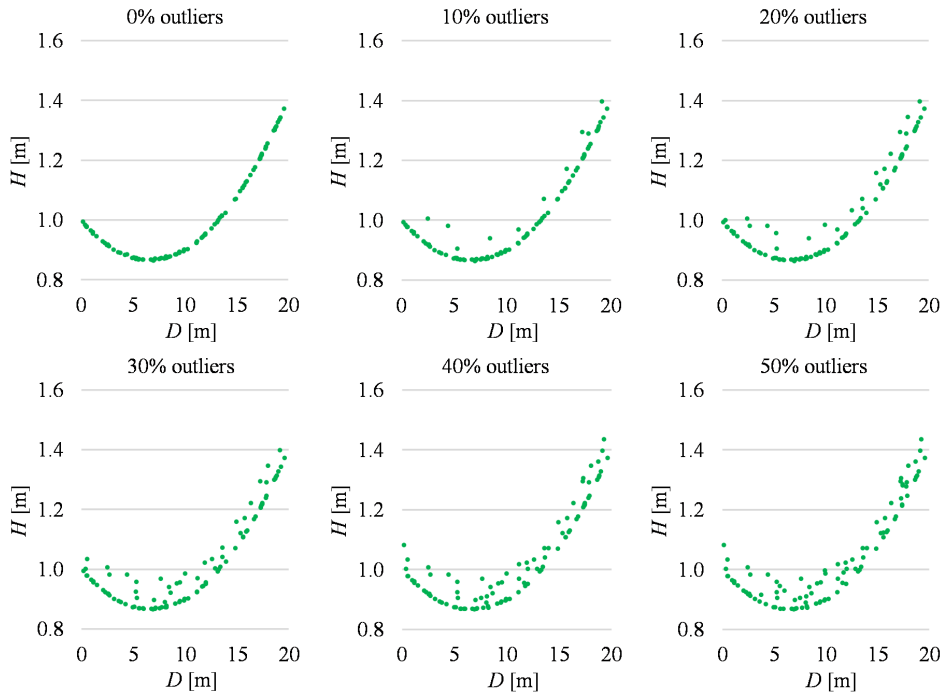 0% outliers
1.6
1.4
1.2
1.0
0.8
H [m]
0 5 10 15 20
D [m]
10% outliers
1.6
1.4
1.2
1.0
0.8
H [m]
0 5 10 15 20
D [m]
20% outliers
1.6
1.4
1.2
1.0
0.8
H [m]
0 5 10 15 20
D [m]
30% outliers
1.6
1.4
1.2
1.0
0.8
H [m]
0 5 10 15 20
D [m]
40% outliers
1.6
1.4
1.2
1.0
0.8
H [m]
0 5 10 15 20
D [m]
50% outliers
1.6
1.4
1.2
1.0
0.8
H [m]
0 5 10 15 20
D [m]